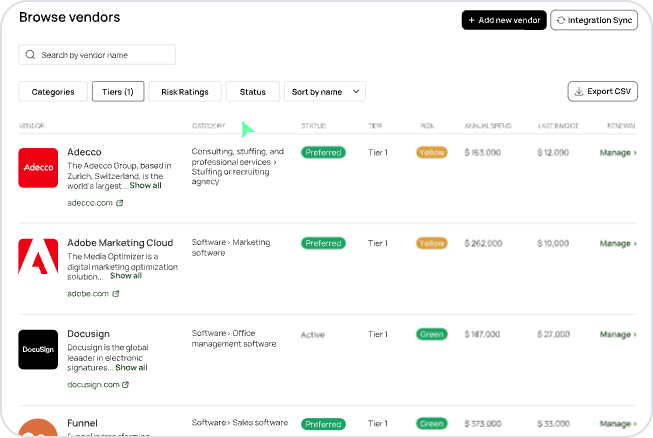 Browse vendors
+ Add new vendor
Integration Sync
Search by vendor name
Categories
Tiers (1)
Risk Ratings
Status
Sort by name
Export CSV
VENDOR CATEGORY STATUS TIER RISK ANNUAL SPEND LAST INVOICE RENEWAL
Adecco
Adecco
The Adecco Group, based in
Zurich, Switzerland, is the
world's largest... Show all
adecco.com
Consulting, stuffing, and
professional services ›
Stuffing or recruiting
agnecy
Preferred
Tier 1
Yellow
$ 163,000
$ 12,000
Manage ›
Adobe Marketing Cloud
The Media Optimizer is a
digital marketing optimization
solution... Show all
adobe.com
Software › Marketing
software
Preferred
Tier 1
Yellow
$ 262,000
$ 10,000
Manage ›
DocuSign
Docusign
Docusign is the global
leaader in electronic
signatures... Show all
docusign.com
Software › Office
management software
Active
Tier 1
Green
$ 187,000
$ 27,000
Manage ›
Funnel
Software › Sales software
Preferred
Tier 1
Green
$ 373,000
$ 33,000
Manage ›